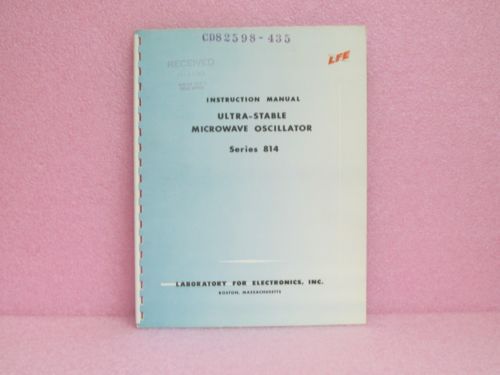 CD82598-435
RECEIVED
LFE
INSTRUCTION MANUAL
ULTRA-STABLE
MICROWAVE OSCILLATOR
Series 814
LABORATORY FOR ELECTRONICS, INC.
BOSTON, MASSACHUSETTS